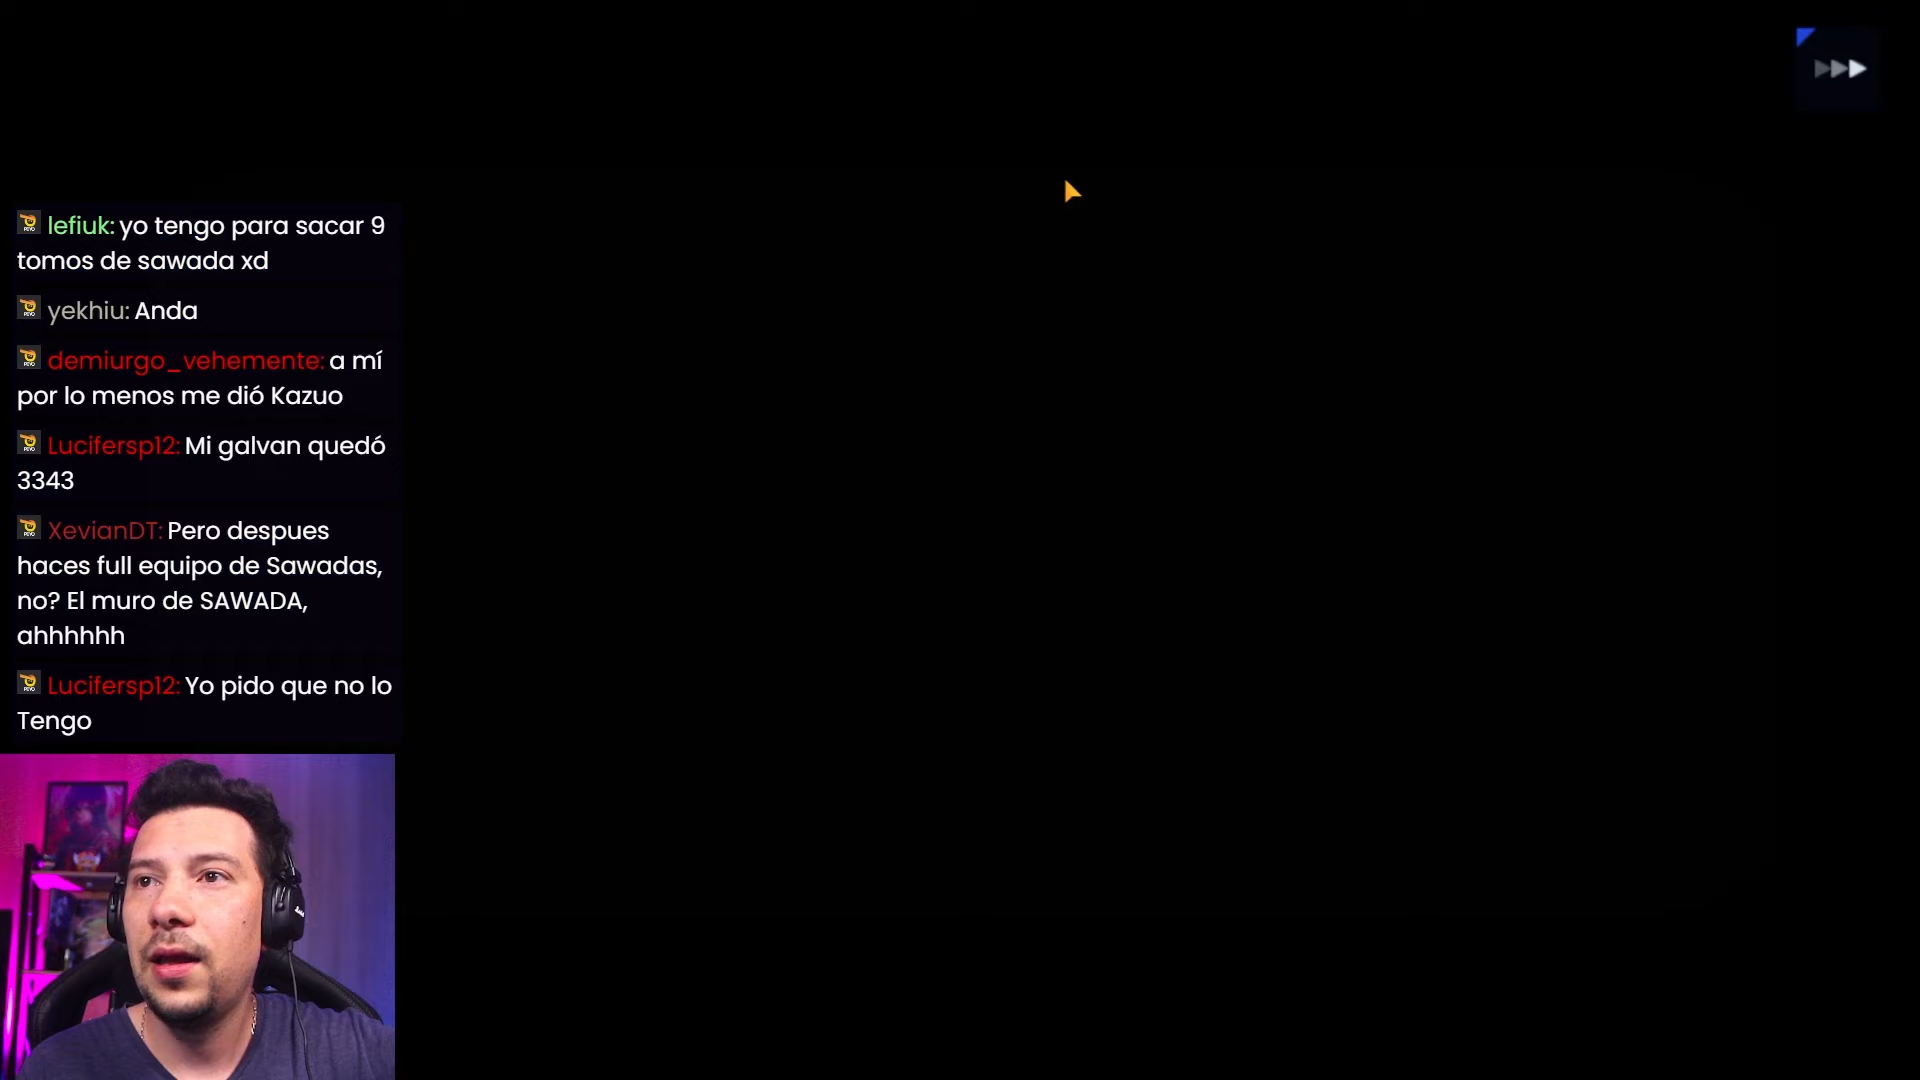 lefiuk: yo tengo para sacar 9
tomos de sawada xd
yekhiu: Anda
demiurgo_vehemente: a mí
por lo menos me dió Kazuo
Lucifersp12: Mi galvan quedó
3343
XevianDT: Pero despues
haces full equipo de Sawadas,
no? El muro de SAWADA,
ahhhhhh
Lucifersp12: Yo pido que no lo
Tengo